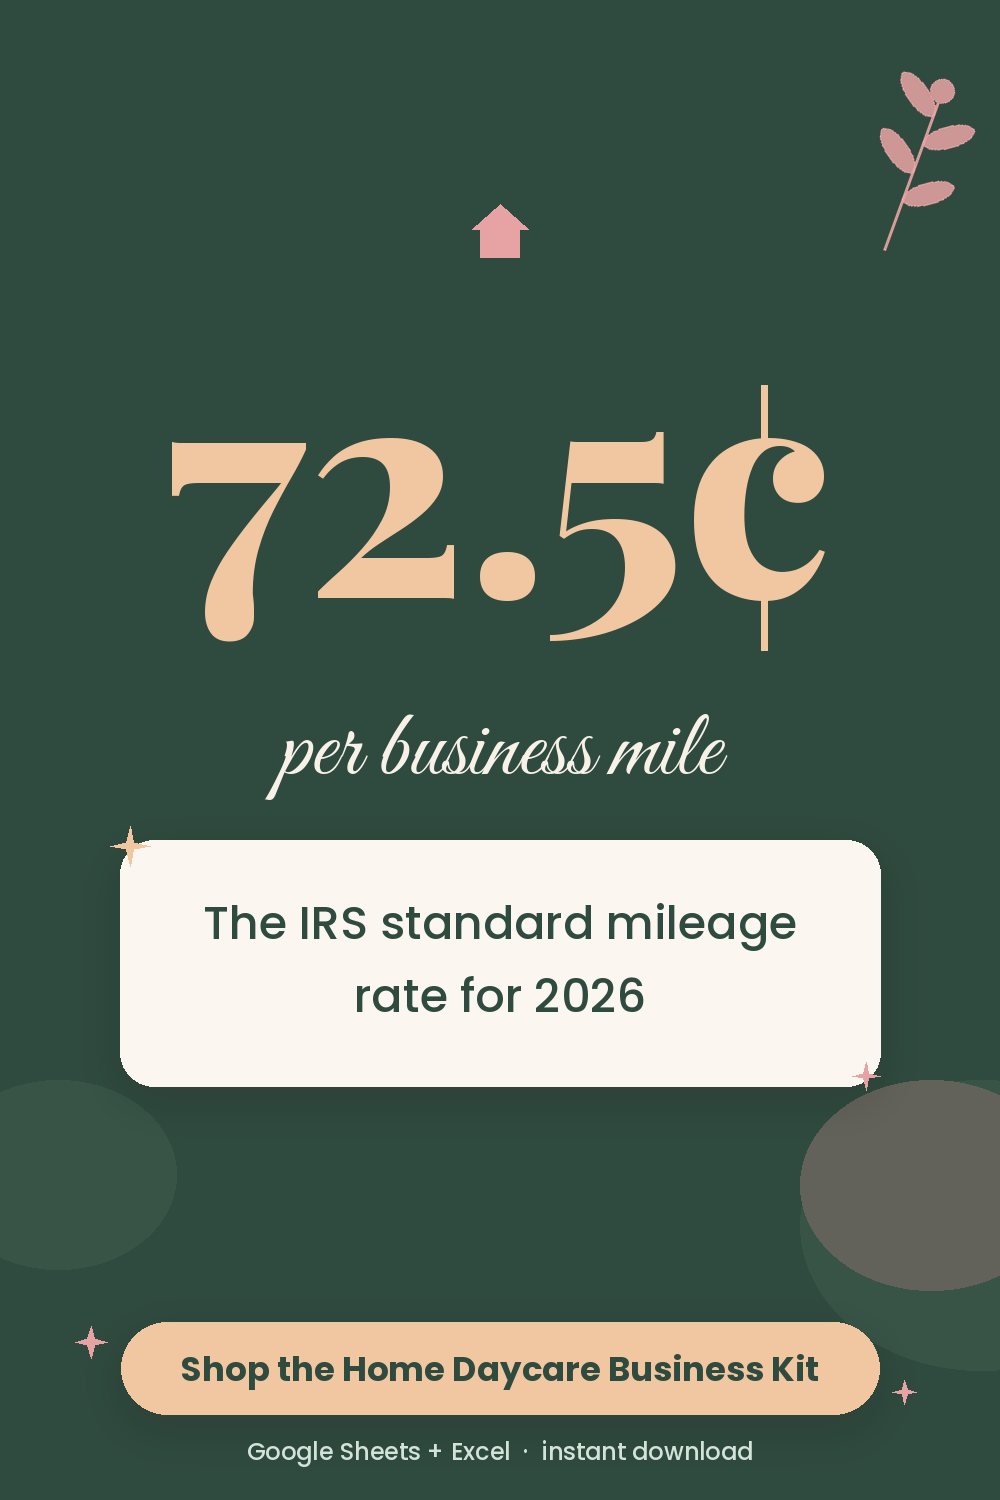 72.5¢
per business mile
The IRS standard mileage
rate for 2026
Shop the Home Daycare Business Kit
Google Sheets + Excel · instant download